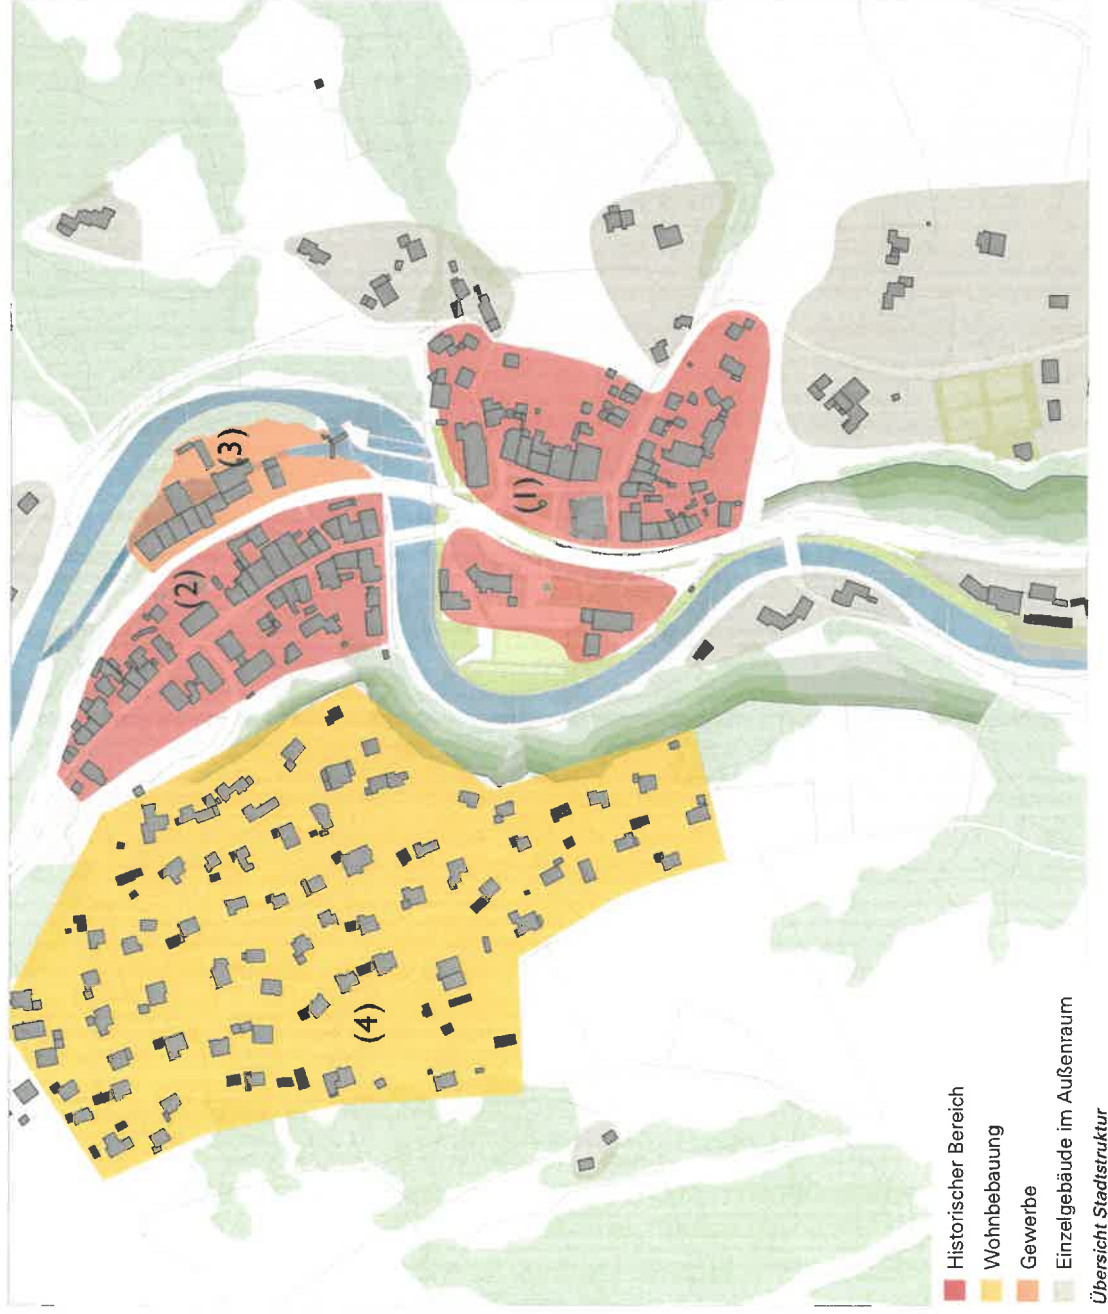 (1)
(2)
(3)
(4)
Historischer Bereich
Wohnbebauung
Gewerbe
Einzelgebäude im Außenraum
Übersicht Stadtstruktur